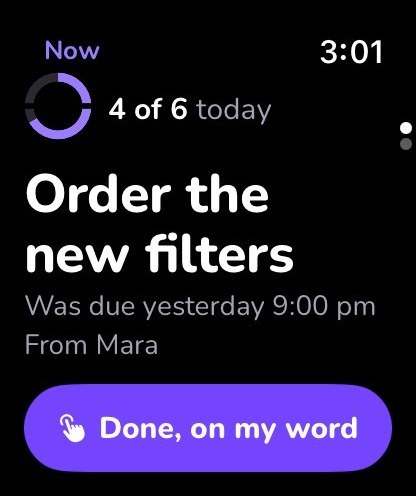 Now
3:01
4 of 6 today
Order the
new filters
Was due yesterday 9:00 pm
From Mara
Done, on my word